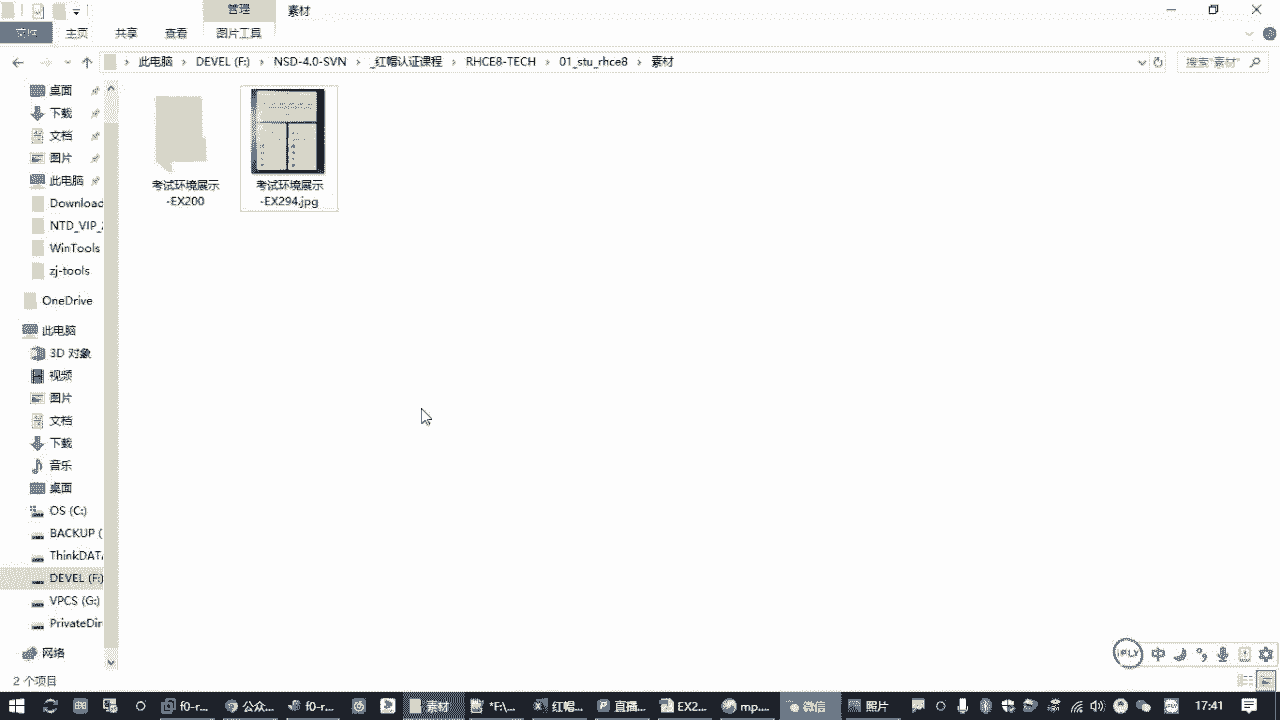 管理
素材
文件
主页
共享
查看
图片工具
此电脑 › DEVEL (F:) › NSD-4.0-SVN › _红帽认证课程 › RHCE8-TECH › 01_stu_rhce8 › 素材
搜索"素材"
桌面
下载
文档
图片
此电脑
Download
NTD_VIP_
WinTools
zj-tools
OneDrive
此电脑
3D 对象
视频
图片
文档
下载
音乐
桌面
OS (C:)
BACKUP (
ThinkDAT
DEVEL (F:)
VPCS (G:)
PrivateDir
网络
考试环境展示
-EX200
考试环境展示
-EX294.jpg
iFLY
中
2 个项目
f0-r...
公众...
f0-r...
素材
*F:\...
红帽...
直播...
EX2...
mp...
微信
图片
17:41